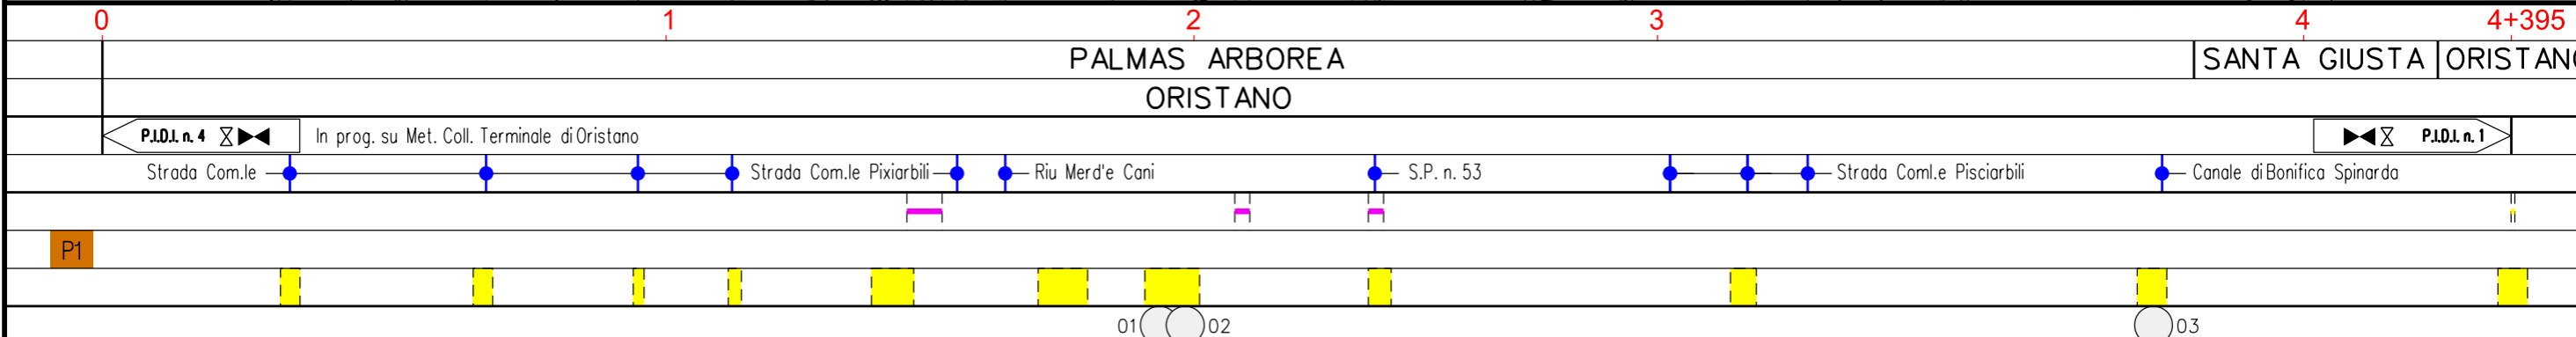 0 1 2 3 4 4+395
PALMAS ARBOREA SANTA GIUSTA ORISTANO
ORISTANO
P.I.D.I. n. 4 In prog. su Met. Coll. Terminale di Oristano P.I.D.I. n. 1
Strada Com.le Strada Com.le Pixiarbili Riu Merd'e Cani S.P. n. 53 Strada Coml.e Pisciarbili Canale di Bonifica Spinarda
P1
01 02 03